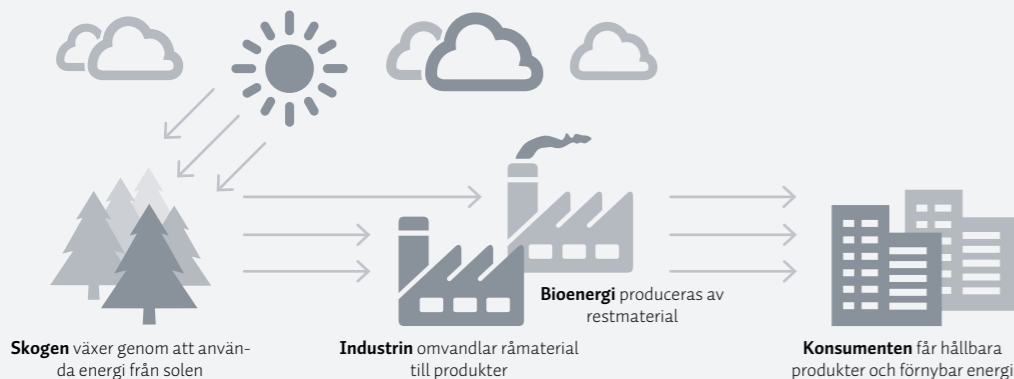 Bioenergi produceras av
restmaterial
Skogen växer genom att använ-
da energi från solen
Industrin omvandlar råmaterial
till produkter
Konsumenten får hållbara
produkter och förnybar energi